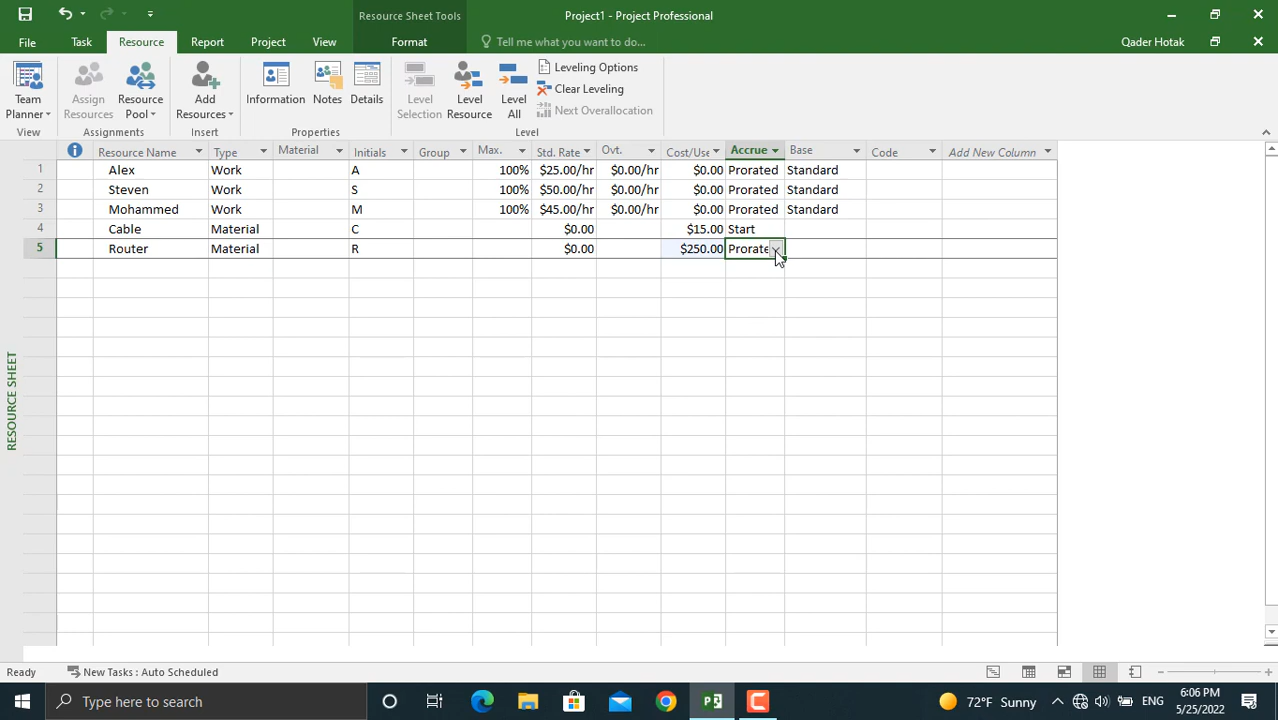 Resource Sheet Tools
Project1 - Project Professional
File
Task
Resource
Report
Project
View
Format
Tell me what you want to do...
Qader Hotak
Team Planner
Assign Resources
Resource Pool
Add Resources
Information
Notes
Details
Level Selection
Level Resource
Level All
Leveling Options
Clear Leveling
Next Overallocation
View
Assignments
Insert
Properties
Level
Resource Name Type Material Initials Group Max. Std. Rate Ovt. Cost/Use Accrue Base Code Add New Column
1 Alex Work A 100% $25.00/hr $0.00/hr $0.00 Prorated Standard
2 Steven Work S 100% $50.00/hr $0.00/hr $0.00 Prorated Standard
3 Mohammed Work M 100% $45.00/hr $0.00/hr $0.00 Prorated Standard
4 Cable Material C $0.00 $15.00 Start
5 Router Material R $0.00 $250.00 Prorate
RESOURCE SHEET
Ready New Tasks : Auto Scheduled
Type here to search
72°F Sunny
ENG
6:06 PM
5/25/2022